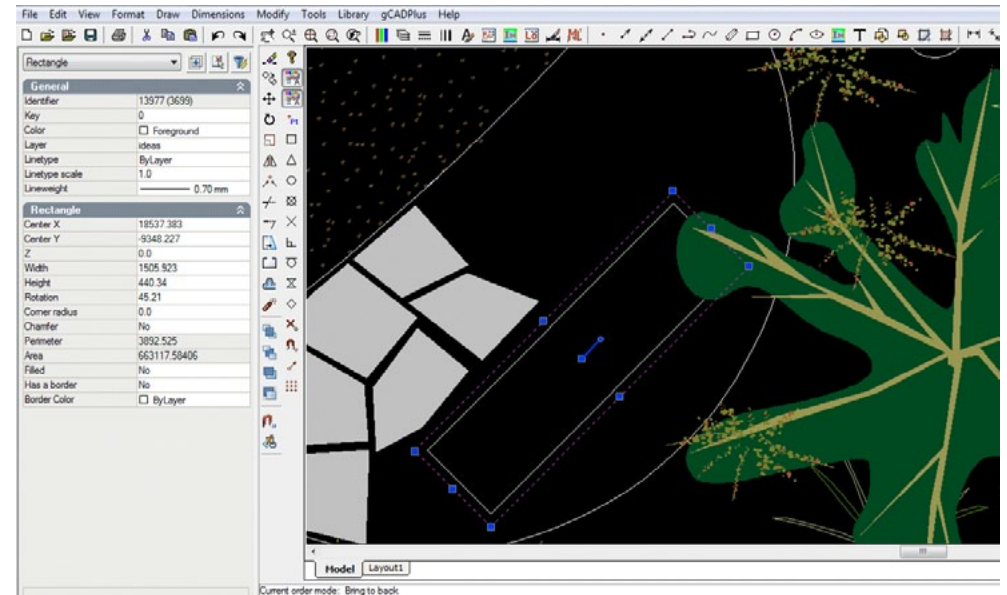 File Edit View Format Draw Dimensions Modify Tools Library gCADPlus Help
Rectangle
General
Identifier 13977 (3699)
Key 0
Color Foreground
Layer ideas
Linetype ByLayer
Linetype scale 1.0
Lineweight 0.70 mm
Rectangle
Center X 18537.383
Center Y -9348.227
Z 0.0
Width 1505.923
Height 440.34
Rotation 45.21
Corner radius 0.0
Chamfer No
Perimeter 3892.525
Area 663117.58406
Filled No
Has a border No
Border Color ByLayer
Model Layout1
Current order mode: Bring to back